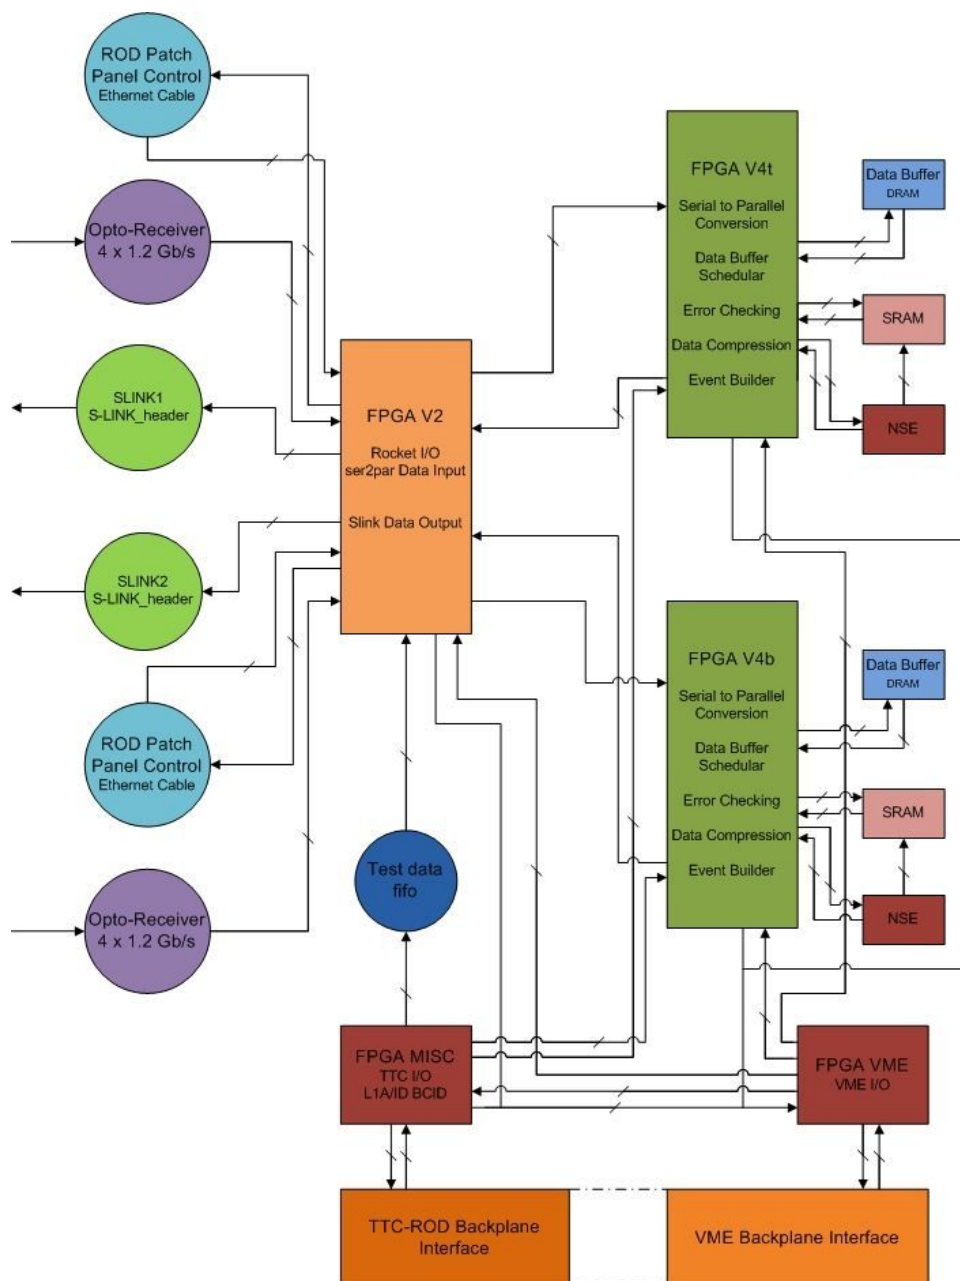 ROD Patch
Panel Control
Ethernet Cable
Opto-Receiver
4 x 1.2 Gb/s
SLINK1
S-LINK_header
SLINK2
S-LINK_header
ROD Patch
Panel Control
Ethernet Cable
Opto-Receiver
4 x 1.2 Gb/s
FPGA V2
Rocket I/O
ser2par Data Input
Slink Data Output
Test data
fifo
FPGA MISC
TTC I/O
L1A/ID BCID
TTC-ROD Backplane
Interface
FPGA V4t
Serial to Parallel
Conversion
Data Buffer
Schedular
Error Checking
Data Compression
Event Builder
Data Buffer
DRAM
SRAM
NSE
FPGA V4b
Serial to Parallel
Conversion
Data Buffer
Schedular
Error Checking
Data Compression
Event Builder
Data Buffer
DRAM
SRAM
NSE
FPGA VME
VME I/O
VME Backplane Interface